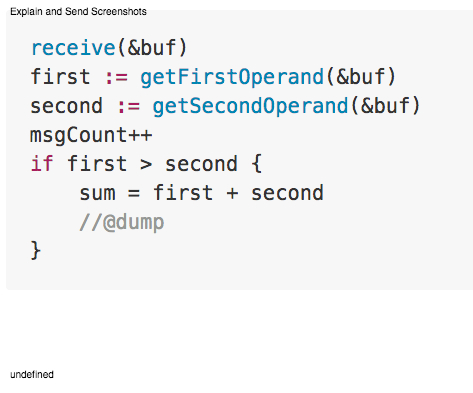 Explain and Send Screenshots
receive(&buf)
first := getFirstOperand(&buf)
second := getSecondOperand(&buf)
msgCount++
if first > second {
    sum = first + second
    //@dump
}
undefined